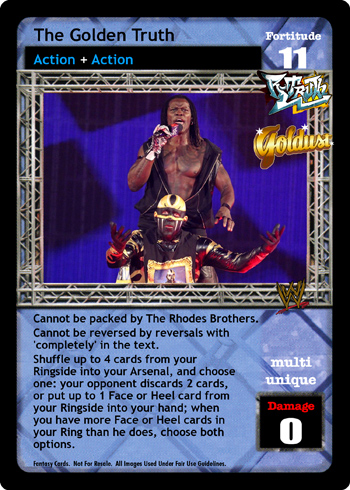 The Golden Truth
Fortitude
11
Action + Action
R-Truth
Goldust
W
Cannot be packed by The Rhodes Brothers.
Cannot be reversed by reversals with
'completely' in the text.
Shuffle up to 4 cards from your
Ringside into your Arsenal, and choose
one: your opponent discards 2 cards,
or put up to 1 Face or Heel card from
your Ringside into your hand; when
you have more Face or Heel cards in
your Ring than he does, choose both
options.
multi
unique
Damage
0
Fantasy Cards. Not For Resale. All Images Used Under Fair Use Guidelines.